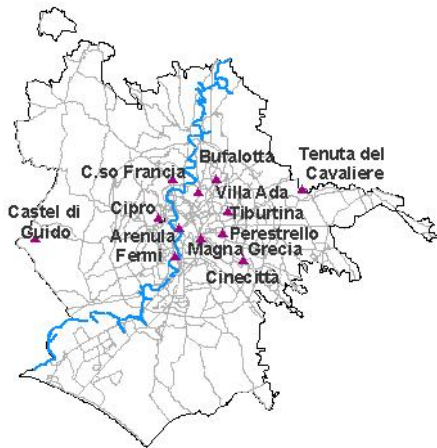 Bufalotta
Tenuta del
Cavaliere
C.so Francia
Villa Ada
Castel di
Guido
Cipro
Tiburtina
Arenula
Perestrello
Fermi
Magna Grecia
Cinecittà